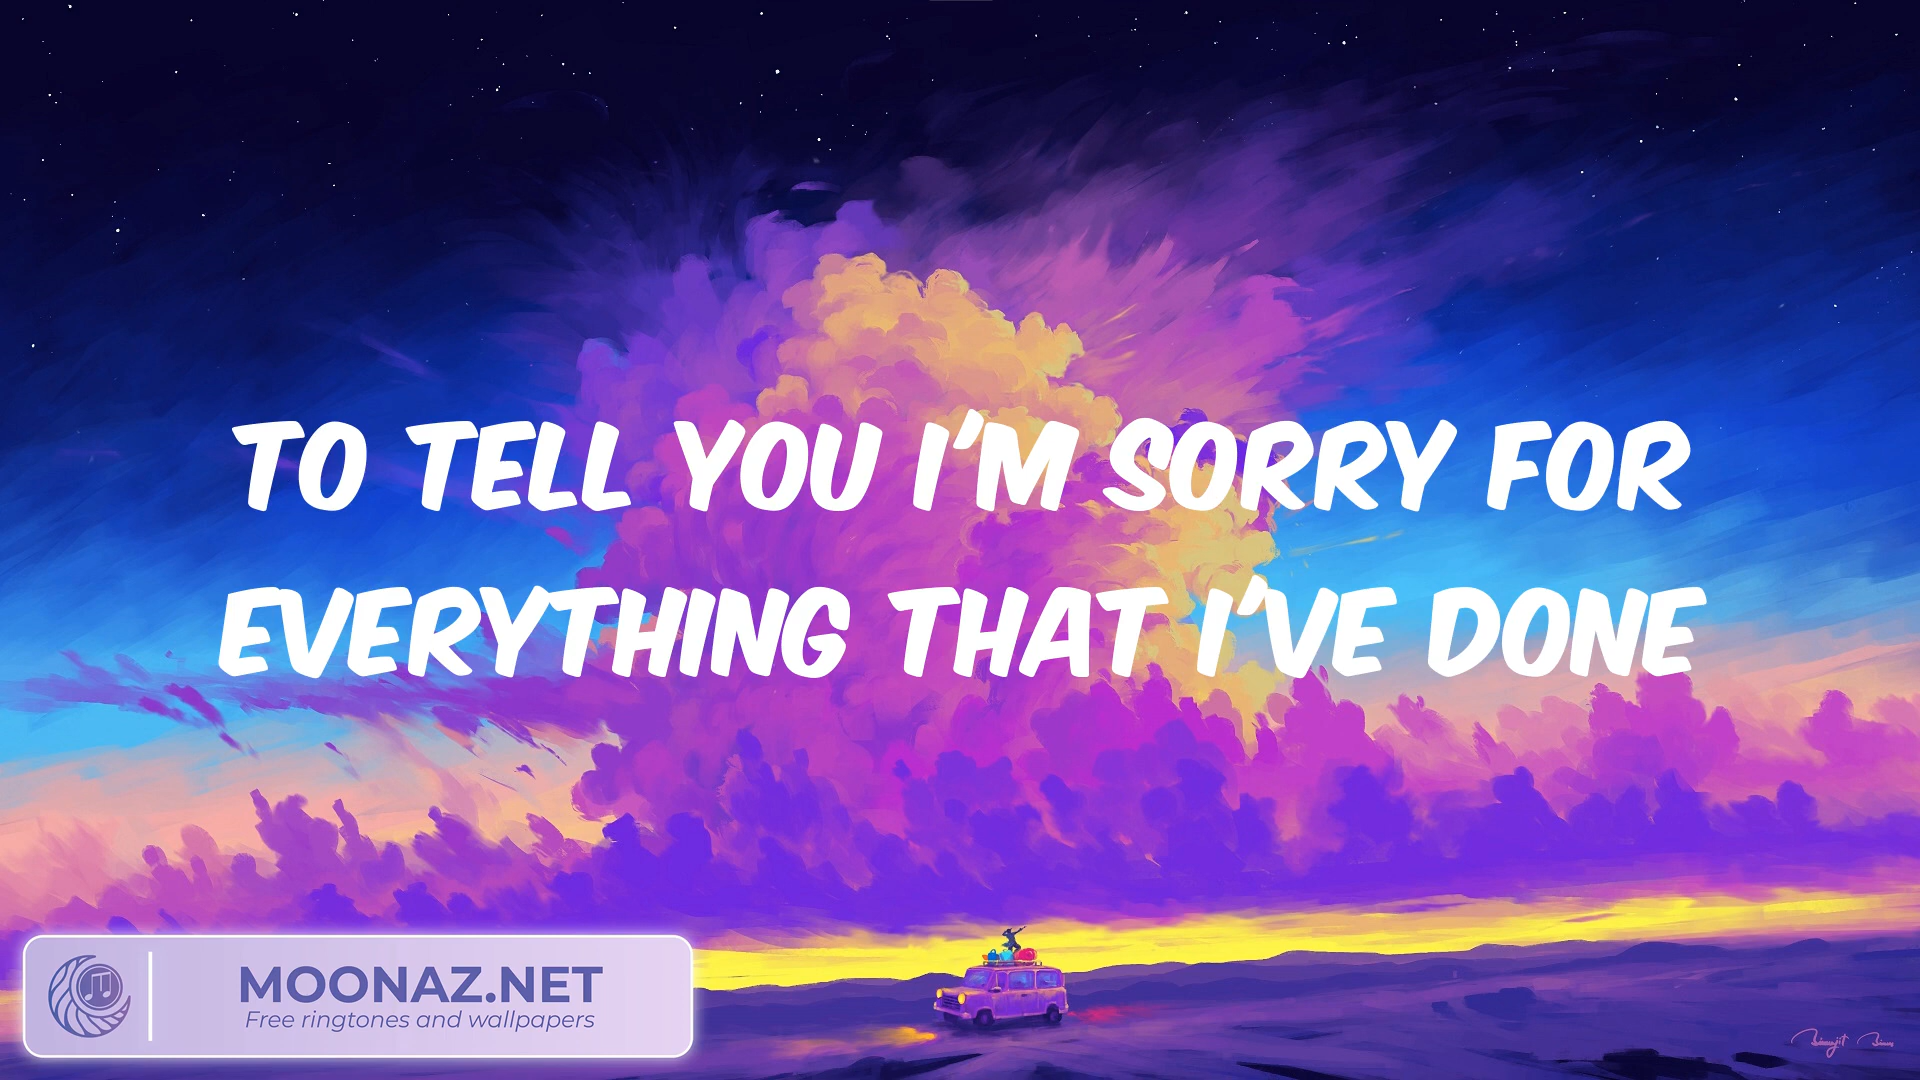 TO TELL YOU I'M SORRY FOR
EVERYTHING THAT I'VE DONE
MOONAZ.NET
Free ringtones and wallpapers